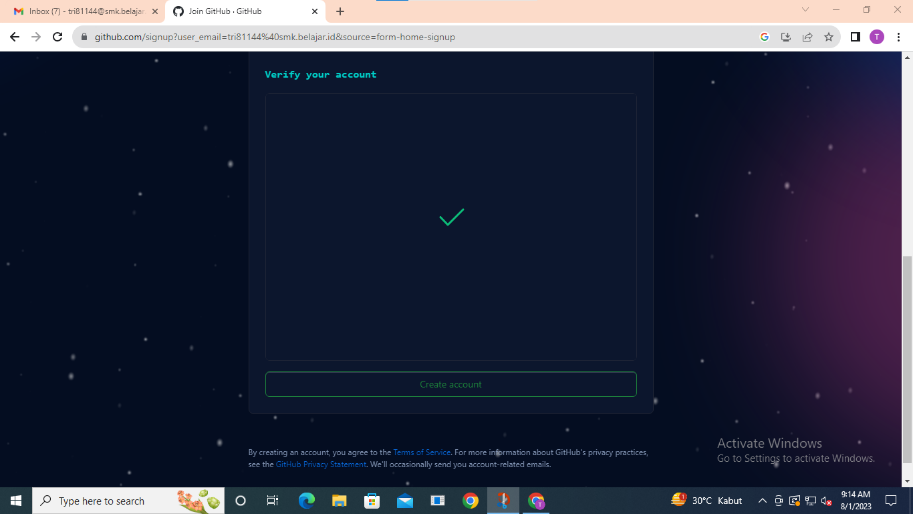 Inbox (7) - tri81144@smk.belajar
Join GitHub · GitHub
github.com/signup?user_email=tri81144%40smk.belajar.id&source=form-home-signup
T
Verify your account
Create account
By creating an account, you agree to the Terms of Service. For more information about GitHub's privacy practices,
see the GitHub Privacy Statement. We'll occasionally send you account-related emails.
Activate Windows
Go to Settings to activate Windows.
Type here to search
30°C Kabut
9:14 AM
8/1/2023